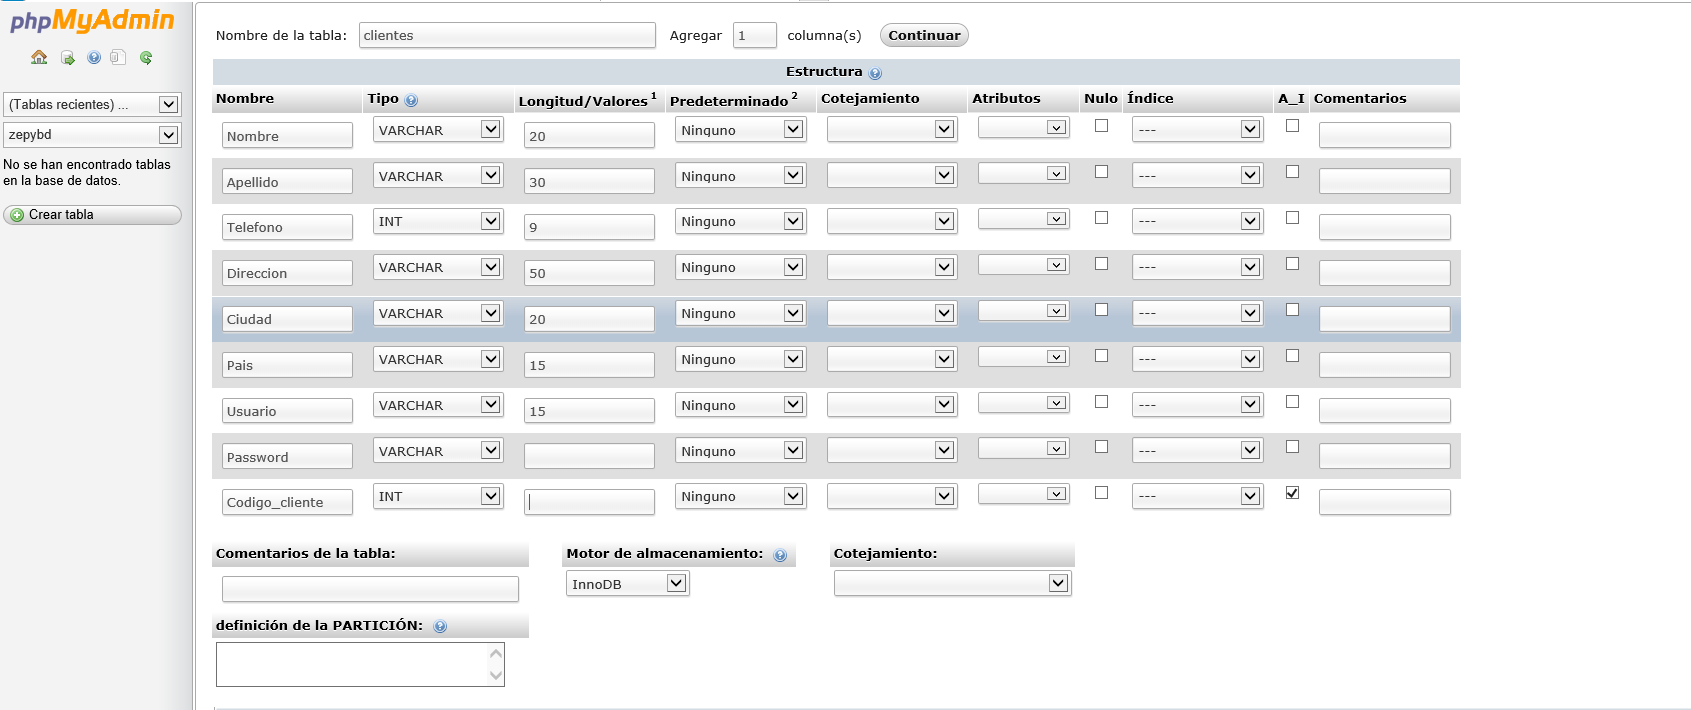 phpMyAdmin
(Tablas recientes) ...
zepybd
No se han encontrado tablas
en la base de datos.
Crear tabla
Nombre de la tabla: clientes Agregar 1 columna(s) Continuar
Estructura
Nombre Tipo Longitud/Valores 1 Predeterminado 2 Cotejamiento Atributos Nulo Índice A_I Comentarios
Nombre VARCHAR 20 Ninguno ---
Apellido VARCHAR 30 Ninguno ---
Telefono INT 9 Ninguno ---
Direccion VARCHAR 50 Ninguno ---
Ciudad VARCHAR 20 Ninguno ---
Pais VARCHAR 15 Ninguno ---
Usuario VARCHAR 15 Ninguno ---
Password VARCHAR Ninguno ---
Codigo_cliente INT Ninguno ---
Comentarios de la tabla: Motor de almacenamiento: Cotejamiento:
InnoDB
definición de la PARTICIÓN: